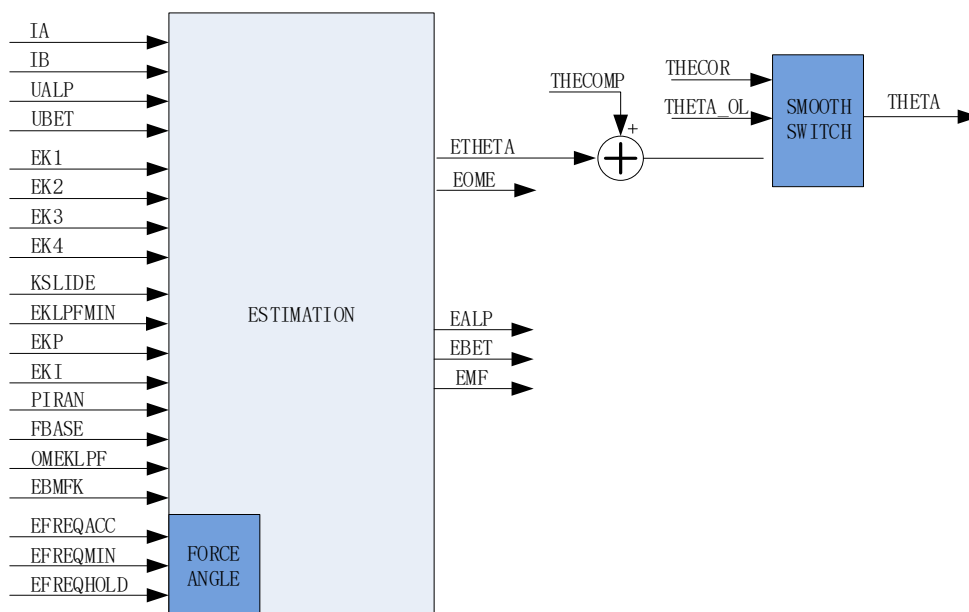 IA
IB
UALP
UBET
EK1
EK2
EK3
EK4
KSLIDE
EKLPFMIN
EKP
EKI
PIRAN
FBASE
OMEKLPF
EBMFK
EFREQACC
EFREQMIN
EFREQHOLD
FORCE
ANGLE
ESTIMATION
ETHETA
EOME
EALP
EBET
EMF
THECOMP
+
THECOR
THETA_OL
SMOOTH
SWITCH
THETA